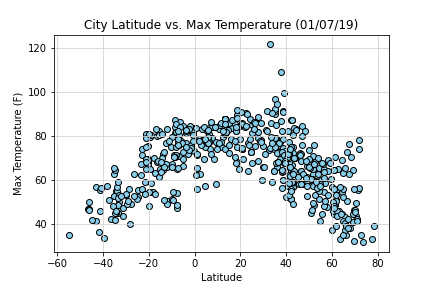 City Latitude vs. Max Temperature (01/07/19)
120
100
80
60
40
Max Temperature (F)
−60 −40 −20 0 20 40 60 80
Latitude